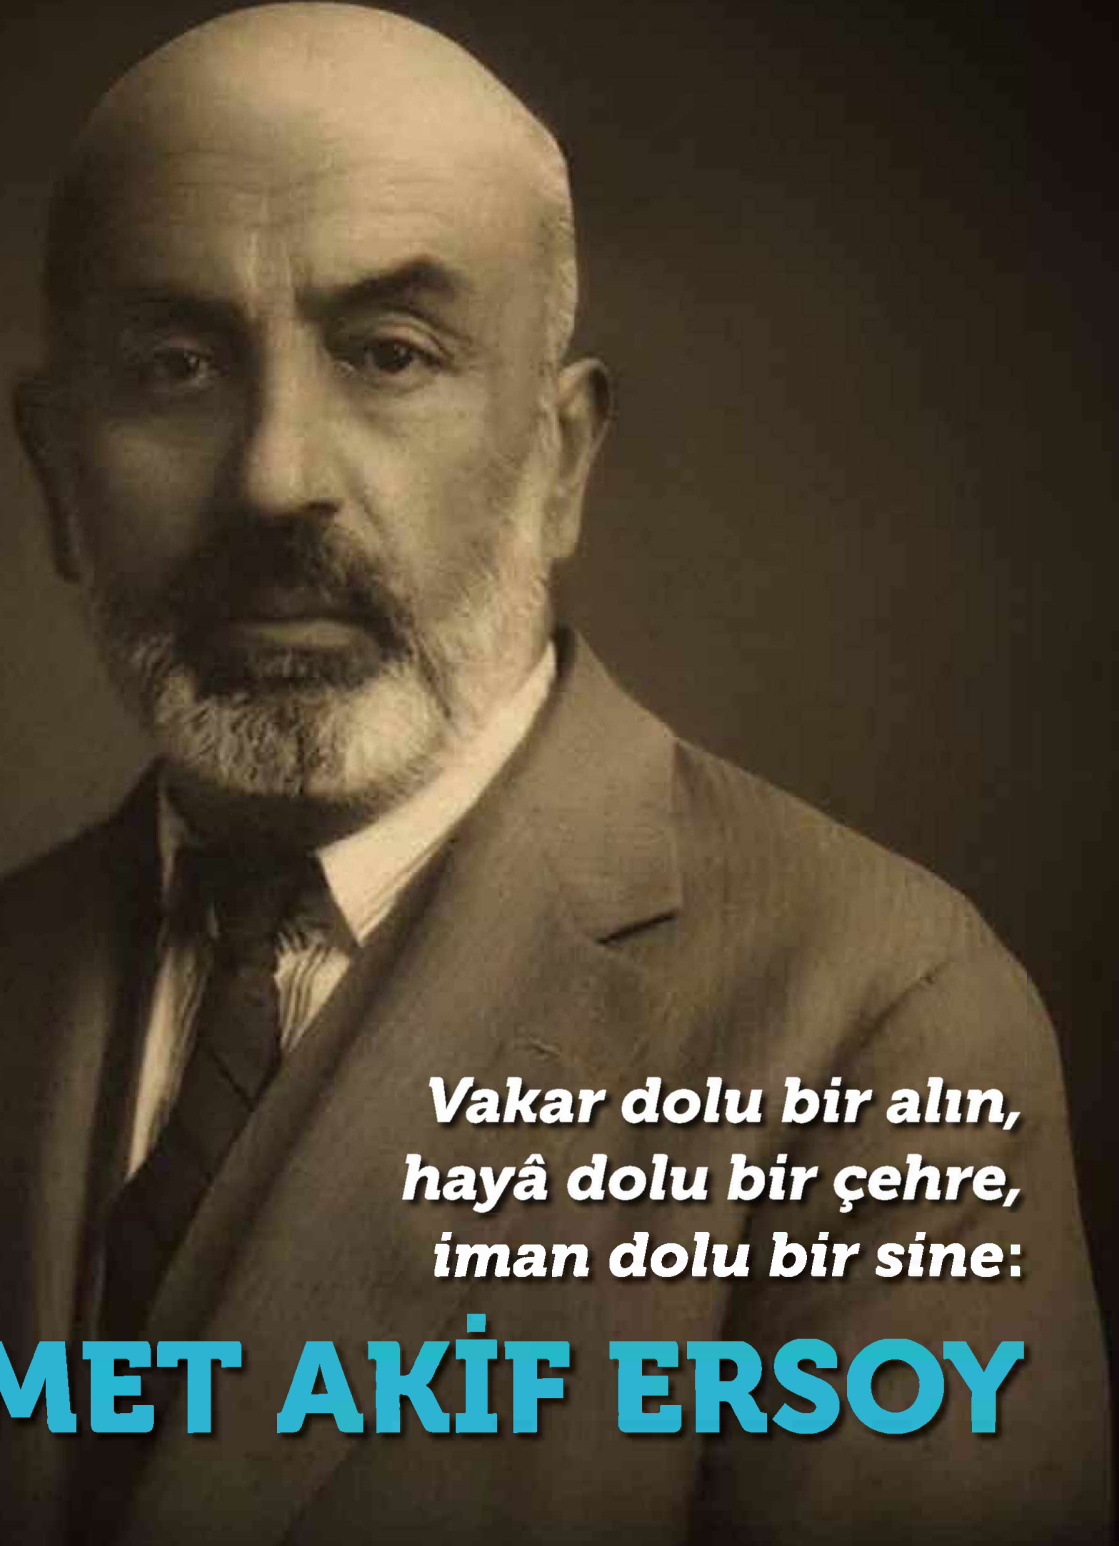 Vakar dolu bir alın,
hayâ dolu bir çehre,
iman dolu bir sine:
MET AKİF ERSOY